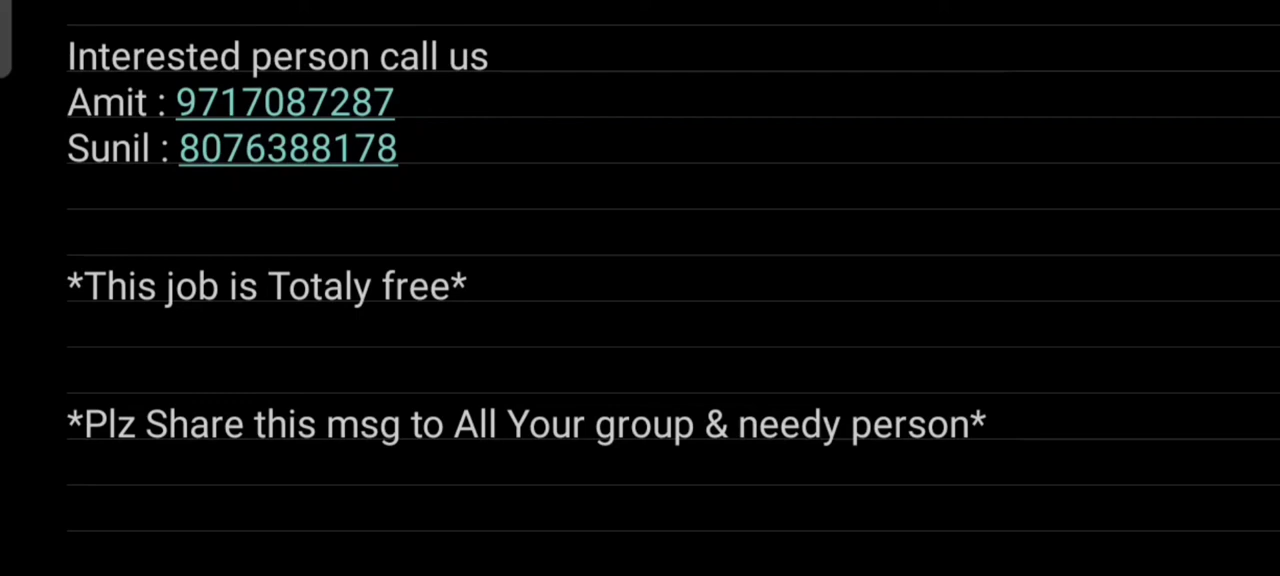 Interested person call us
Amit : 9717087287
Sunil : 8076388178
*This job is Totaly free*
*Plz Share this msg to All Your group & needy person*